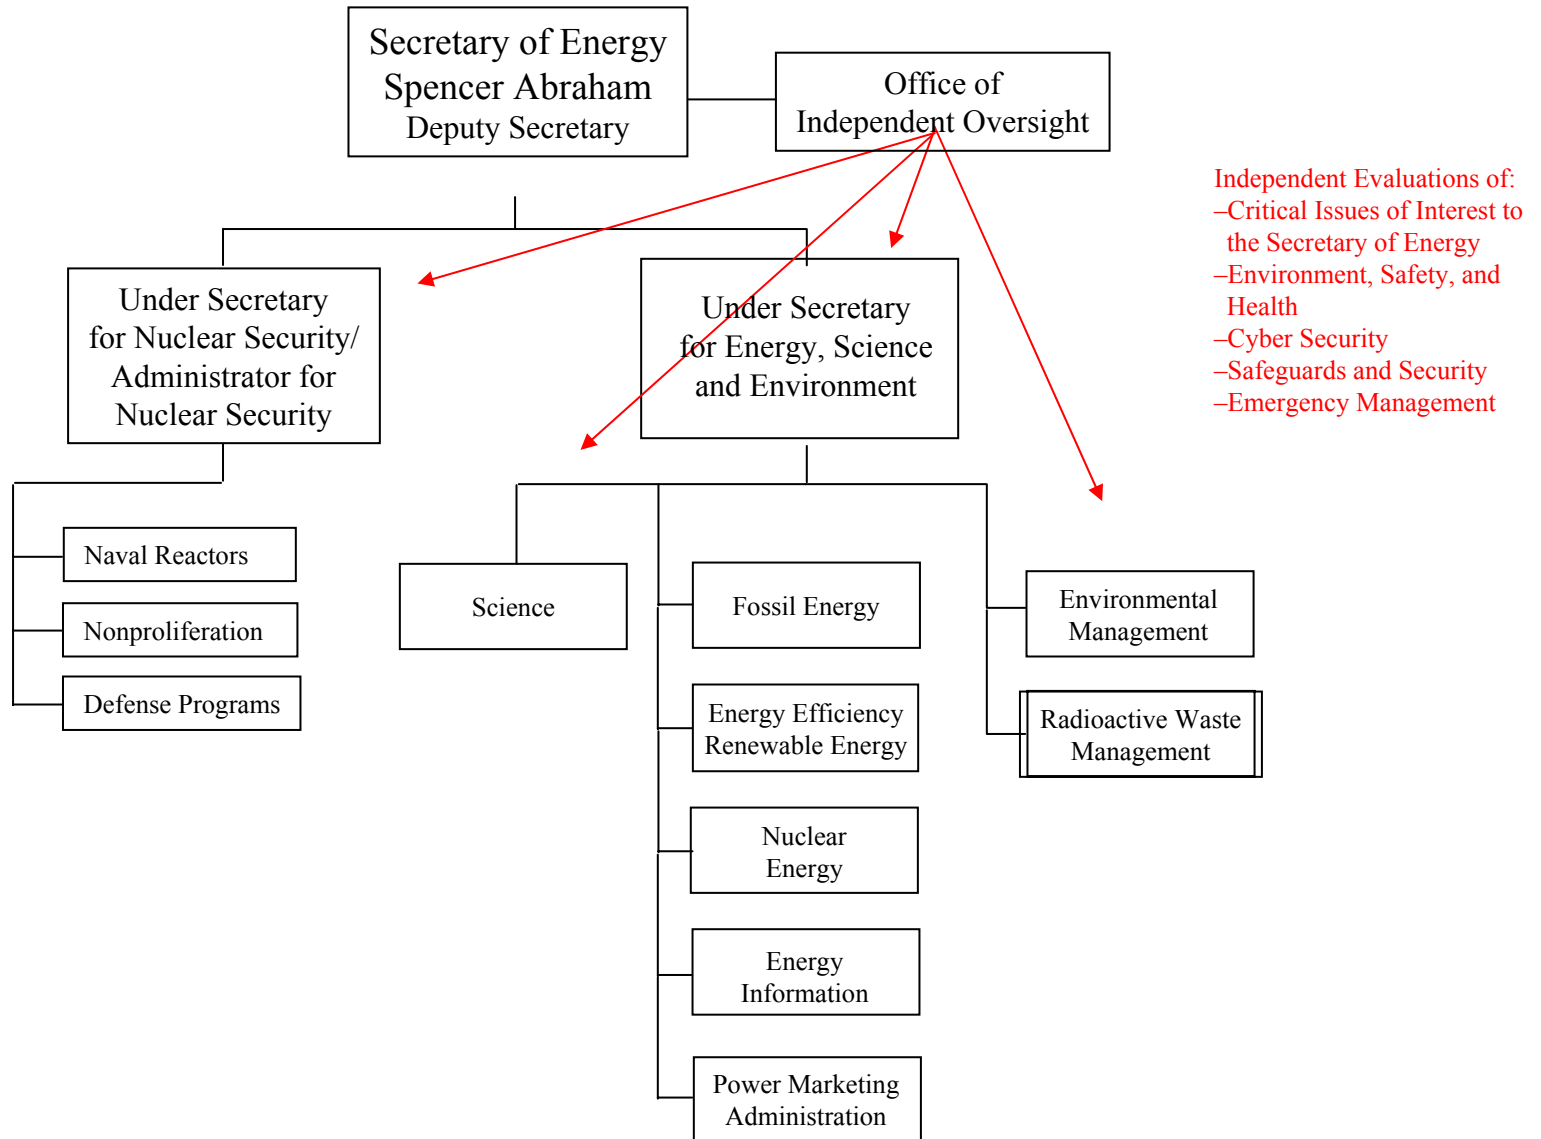 Secretary of Energy
Spencer Abraham
Deputy Secretary
Office of
Independent Oversight
Independent Evaluations of:
–Critical Issues of Interest to
the Secretary of Energy
–Environment, Safety, and
Health
–Cyber Security
–Safeguards and Security
–Emergency Management
Under Secretary
for Nuclear Security/
Administrator for
Nuclear Security
Under Secretary
for Energy, Science
and Environment
Naval Reactors
Nonproliferation
Defense Programs
Science
Fossil Energy
Energy Efficiency
Renewable Energy
Nuclear
Energy
Energy
Information
Power Marketing
Administration
Environmental
Management
Radioactive Waste
Management